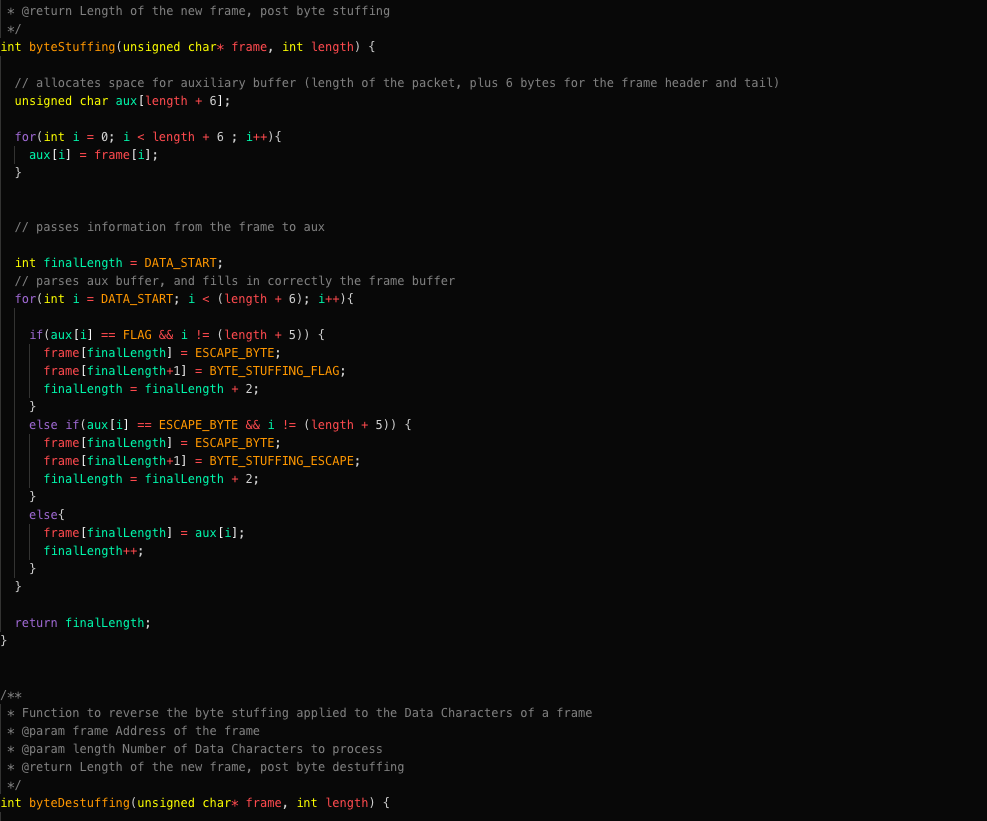 * @return Length of the new frame, post byte stuffing
 */
int byteStuffing(unsigned char* frame, int length) {

  // allocates space for auxiliary buffer (length of the packet, plus 6 bytes for the frame header and tail)
  unsigned char aux[length + 6];

  for(int i = 0; i < length + 6 ; i++){
    aux[i] = frame[i];
  }


  // passes information from the frame to aux

  int finalLength = DATA_START;
  // parses aux buffer, and fills in correctly the frame buffer
  for(int i = DATA_START; i < (length + 6); i++){

    if(aux[i] == FLAG && i != (length + 5)) {
      frame[finalLength] = ESCAPE_BYTE;
      frame[finalLength+1] = BYTE_STUFFING_FLAG;
      finalLength = finalLength + 2;
    }
    else if(aux[i] == ESCAPE_BYTE && i != (length + 5)) {
      frame[finalLength] = ESCAPE_BYTE;
      frame[finalLength+1] = BYTE_STUFFING_ESCAPE;
      finalLength = finalLength + 2;
    }
    else{
      frame[finalLength] = aux[i];
      finalLength++;
    }
  }

  return finalLength;
}


/**
 * Function to reverse the byte stuffing applied to the Data Characters of a frame
 * @param frame Address of the frame
 * @param length Number of Data Characters to process
 * @return Length of the new frame, post byte destuffing
 */
int byteDestuffing(unsigned char* frame, int length) {